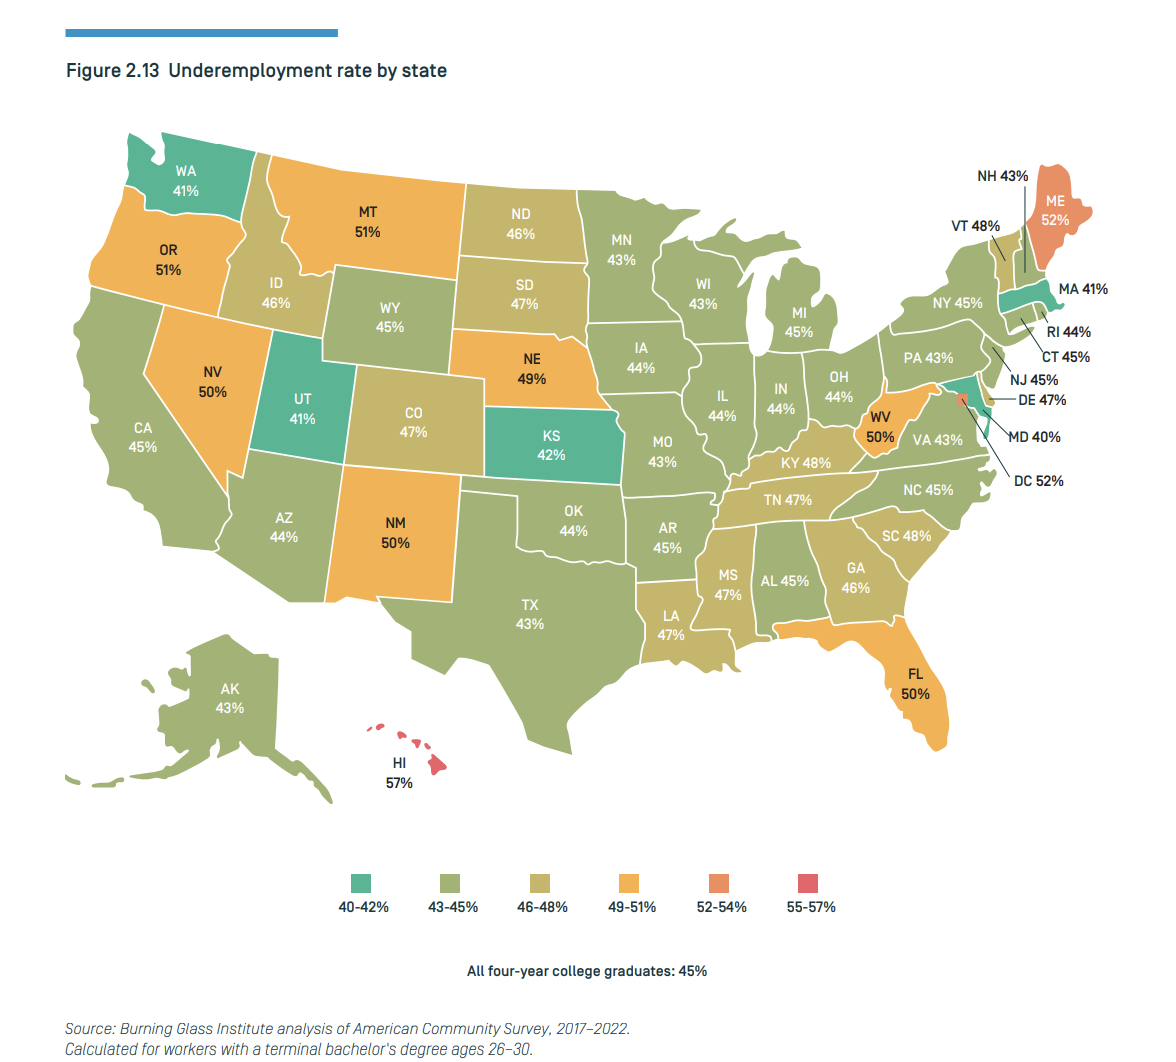 Figure 2.13 Underemployment rate by state
WA
41%
OR
51%
MT
51%
ID
46%
ND
46%
SD
47%
MN
43%
WI
43%
MI
45%
NH 43%
VT 48%
ME
52%
MA 41%
NY 45%
RI 44%
CT 45%
NJ 45%
DE 47%
MD 40%
DC 52%
PA 43%
WY
45%
NE
49%
IA
44%
IL
44%
IN
44%
OH
44%
WV
50%
VA 43%
NV
50%
UT
41%
CO
47%
KS
42%
MO
43%
KY 48%
CA
45%
AZ
44%
NM
50%
OK
44%
AR
45%
TN 47%
NC 45%
SC 48%
TX
43%
LA
47%
MS
47%
AL 45%
GA
46%
FL
50%
AK
43%
HI
57%
40-42%
43-45%
46-48%
49-51%
52-54%
55-57%
All four-year college graduates: 45%
Source: Burning Glass Institute analysis of American Community Survey, 2017–2022.
Calculated for workers with a terminal bachelor's degree ages 26–30.